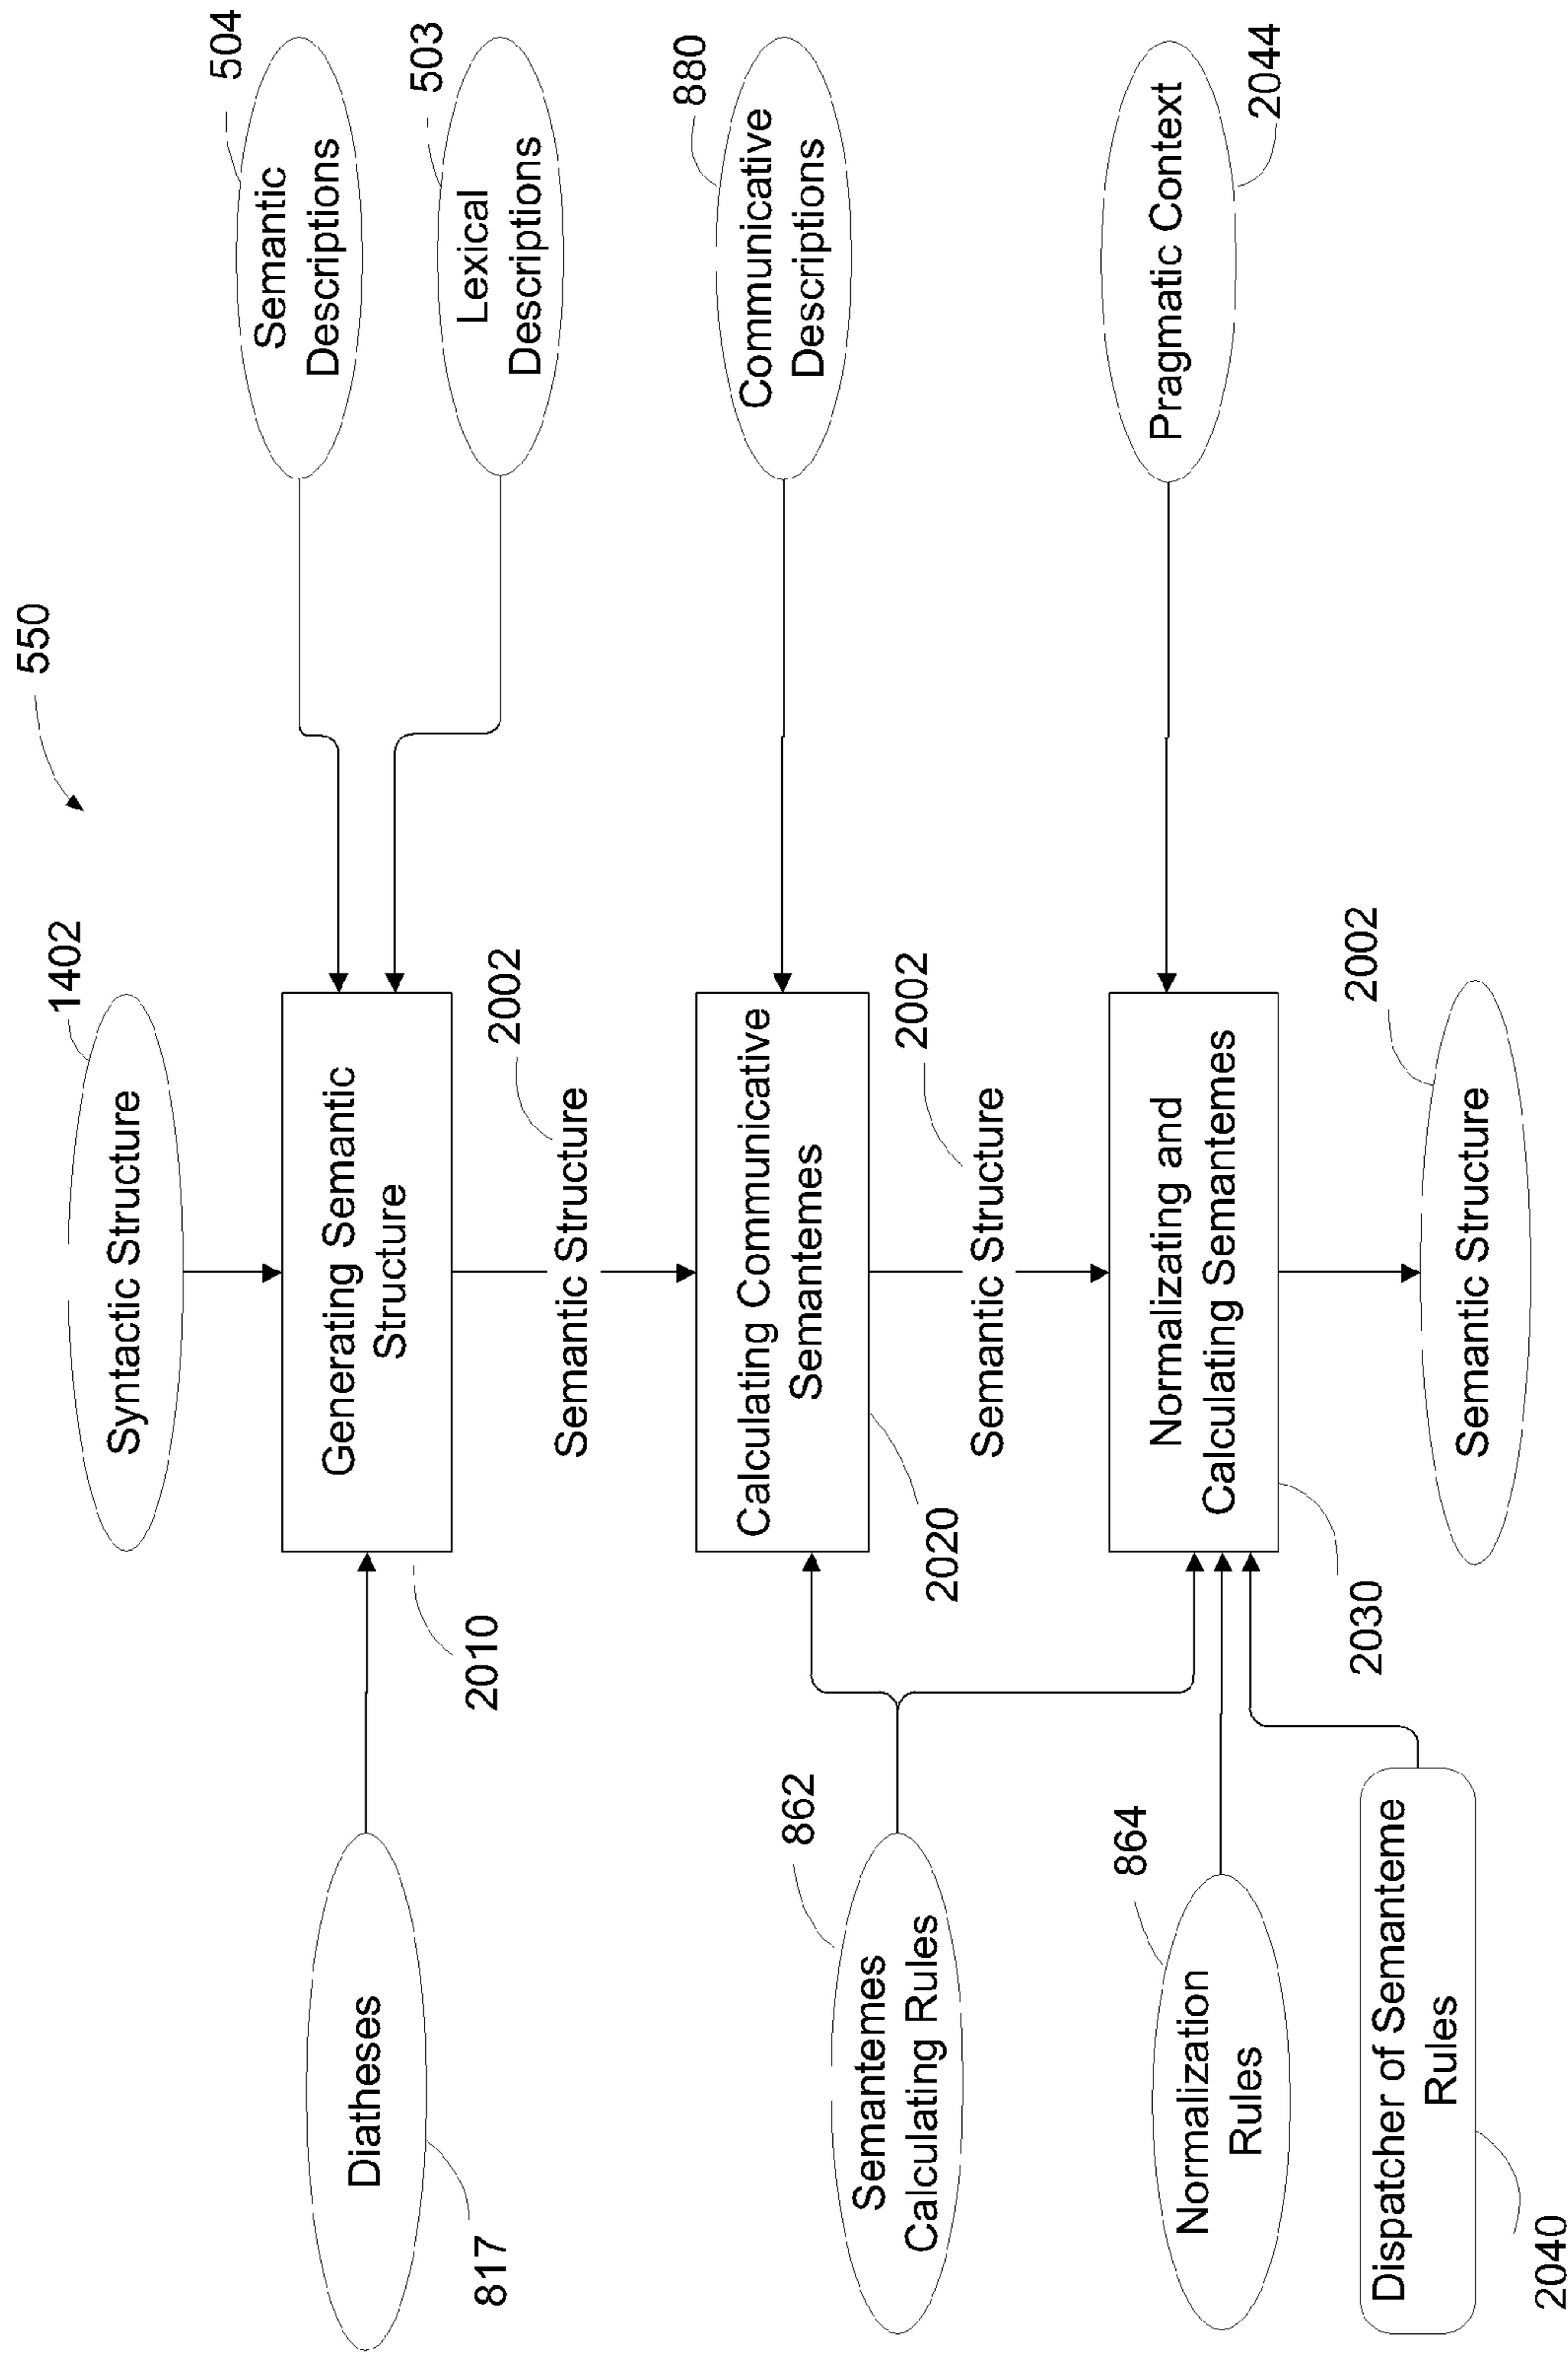 550
Syntactic Structure
1402
Semantic
Descriptions
504
Diatheses
817
Generating Semantic
Structure
2010
Lexical
Descriptions
503
Semantic Structure
2002
Semantemes
Calculating Rules
862
Calculating Communicative
Semantemes
2020
Communicative
Descriptions
880
Semantic Structure
2002
Normalization
Rules
864
Normalizating and
Calculating Semantemes
2030
Pragmatic Context
2044
Dispatcher of Semanteme
Rules
2040
Semantic Structure
2002